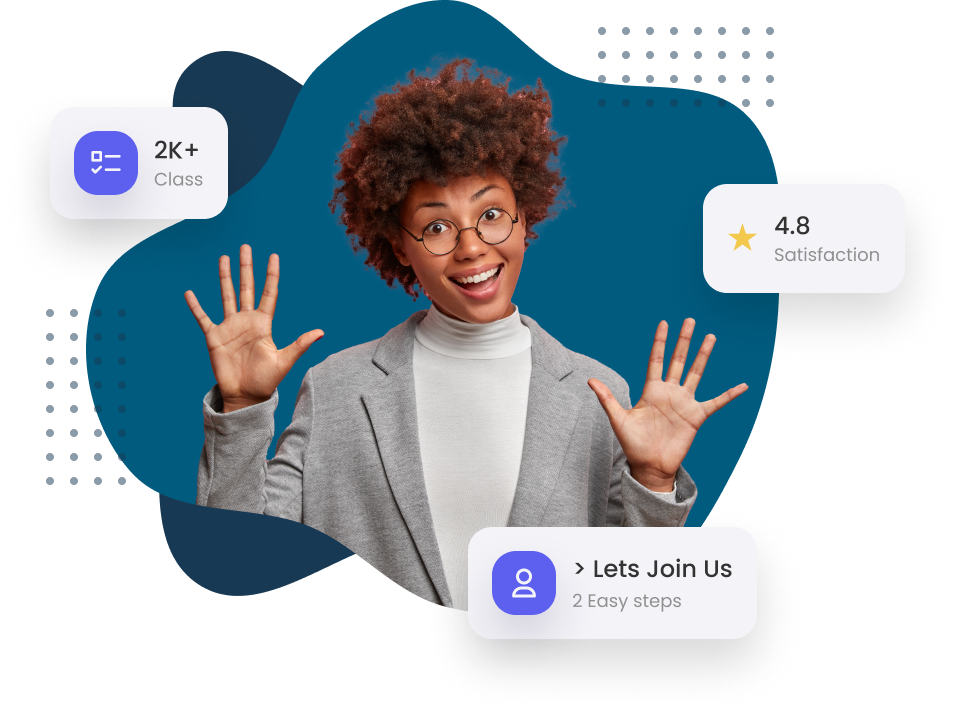 2K+
Class
4.8
Satisfaction
> Lets Join Us
2 Easy steps